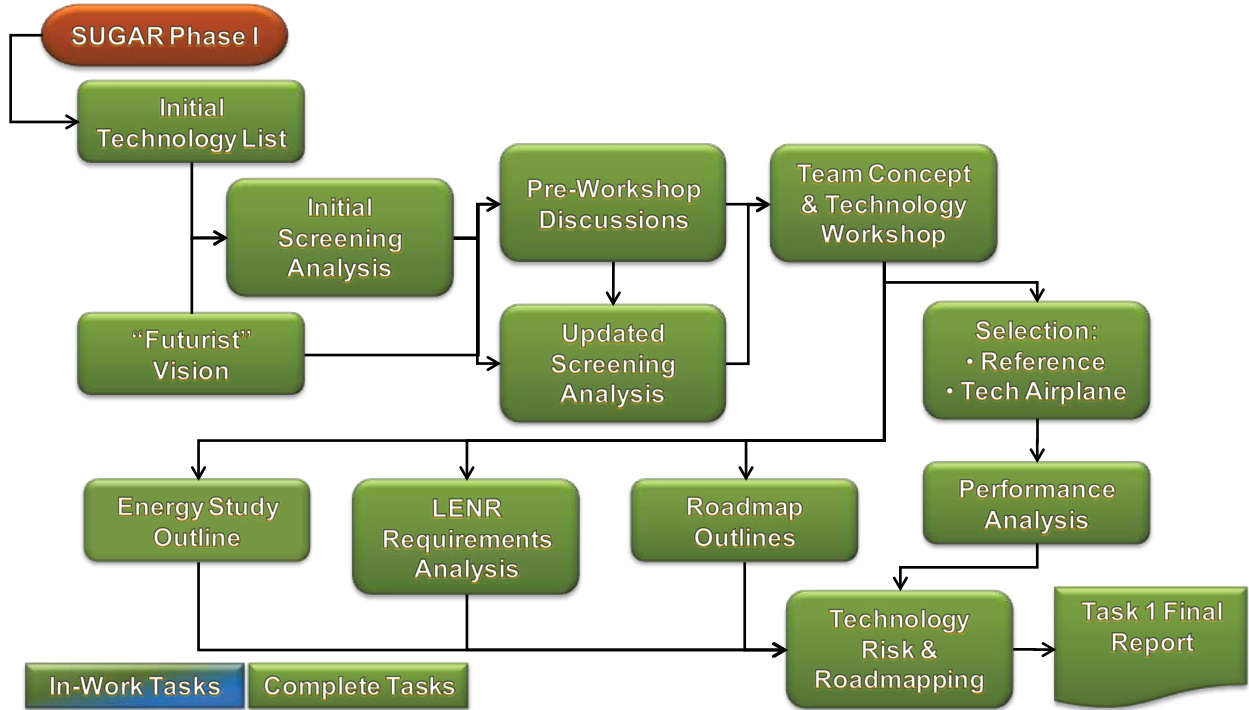 SUGAR Phase I
Initial
Technology List
Initial
Screening
Analysis
Pre-Workshop
Discussions
Team Concept
& Technology
Workshop
“Futurist”
Vision
Updated
Screening
Analysis
Selection:
• Reference
• Tech Airplane
Energy Study
Outline
LENR
Requirements
Analysis
Roadmap
Outlines
Performance
Analysis
Technology
Risk &
Roadmapping
Task 1 Final
Report
In-Work Tasks
Complete Tasks